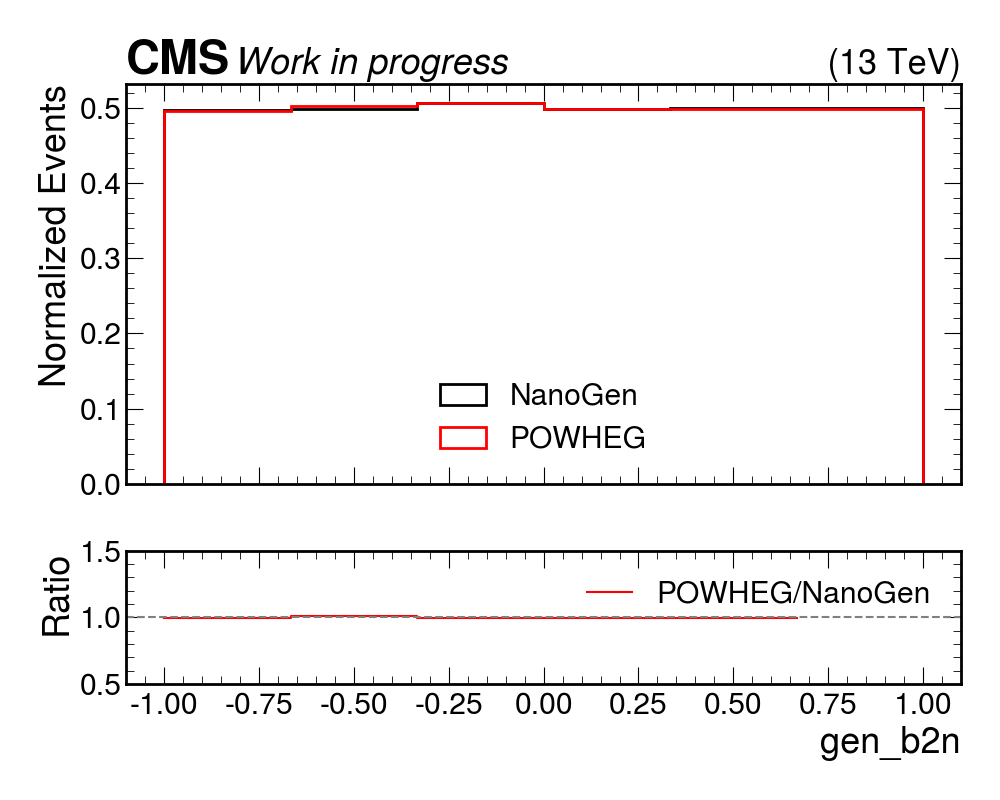 CMS Work in progress (13 TeV)
Normalized Events
0.5
0.4
0.3
0.2
0.1
0.0
NanoGen
POWHEG
Ratio
1.5
1.0
0.5
POWHEG/NanoGen
-1.00 -0.75 -0.50 -0.25 0.00 0.25 0.50 0.75 1.00
gen_b2n